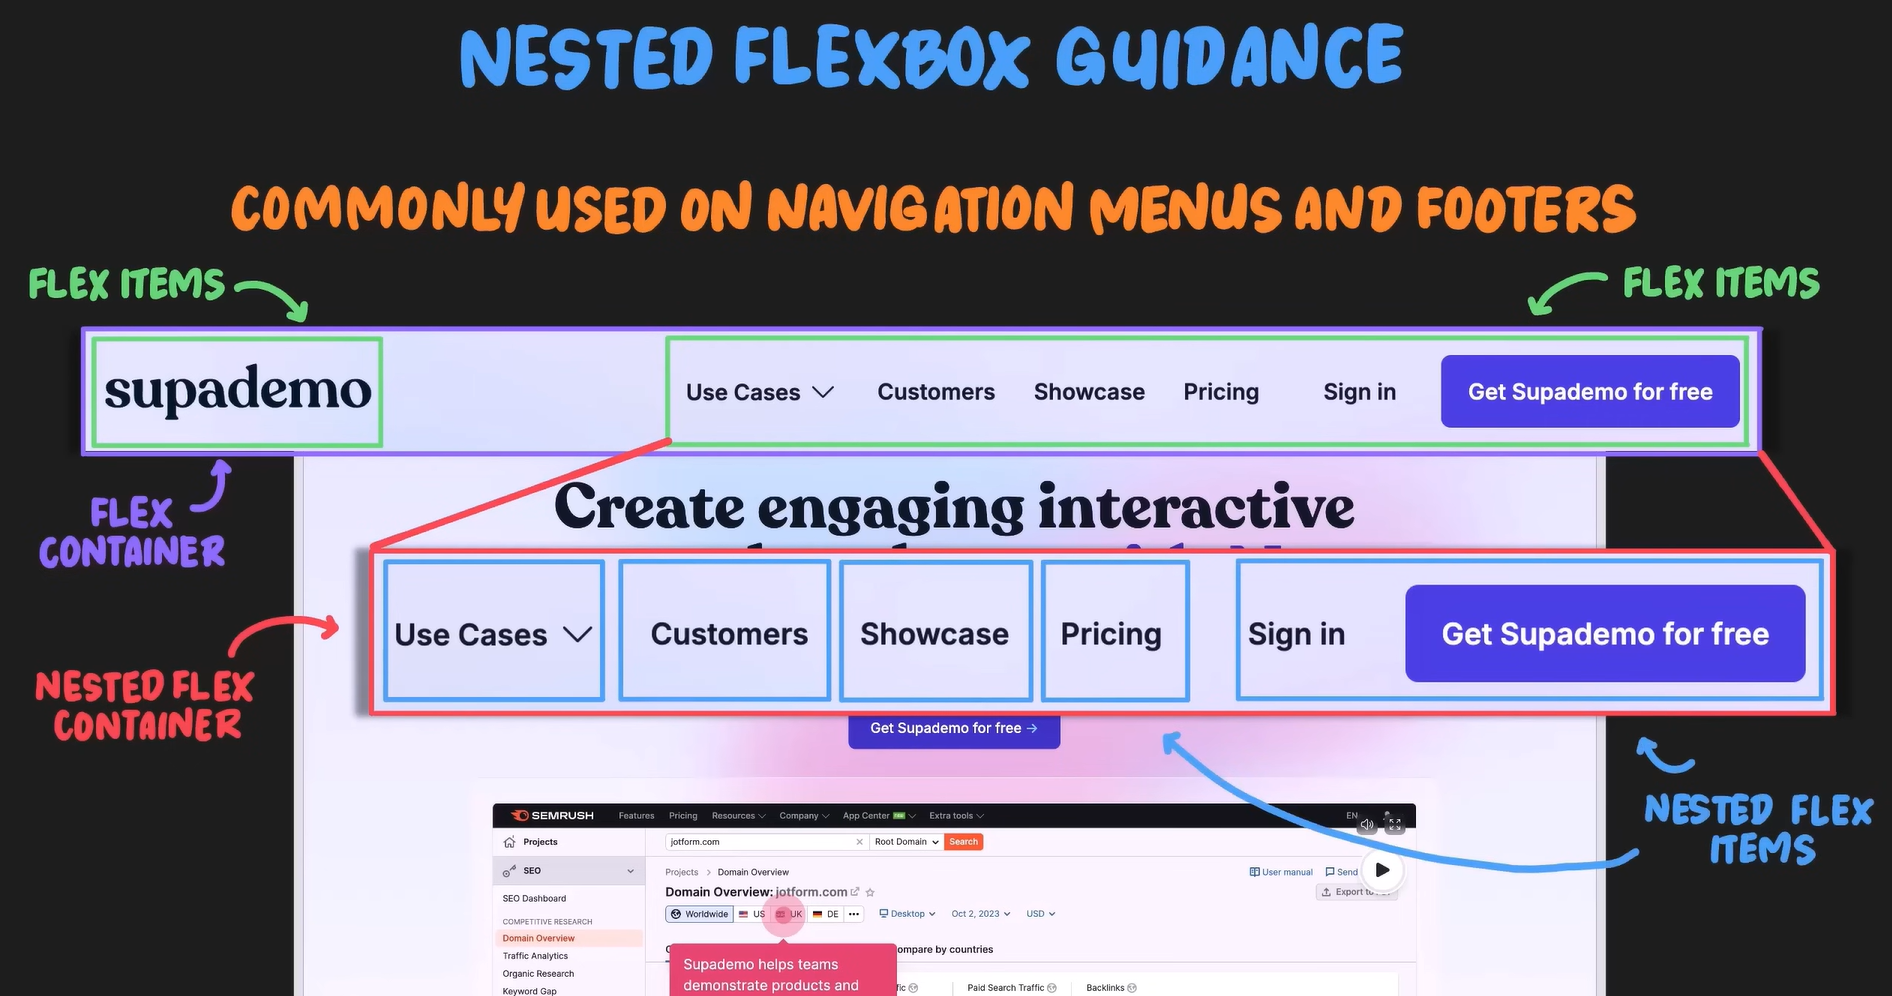 NESTED FLEXBOX GUIDANCE
COMMONLY USED ON NAVIGATION MENUS AND FOOTERS
FLEX ITEMS
FLEX ITEMS
supademo
Use Cases
Customers
Showcase
Pricing
Sign in
Get Supademo for free
FLEX
CONTAINER
Create engaging interactive
Use Cases
Customers
Showcase
Pricing
Sign in
Get Supademo for free
NESTED FLEX
CONTAINER
Get Supademo for free →
NESTED FLEX
ITEMS
SEMRUSH
Features
Pricing
Resources
Company
App Center
Extra tools
EN
Projects
jotform.com
Root Domain
Search
SEO
Projects > Domain Overview
User manual
Send
Domain Overview: jotform.com
Export to
SEO Dashboard
Worldwide
US
UK
DE
Desktop
Oct 2, 2023
USD
COMPETITIVE RESEARCH
Domain Overview
ompare by countries
Traffic Analytics
Supademo helps teams
Organic Research
demonstrate products and
fic
Paid Search Traffic
Backlinks
Keyword Gap